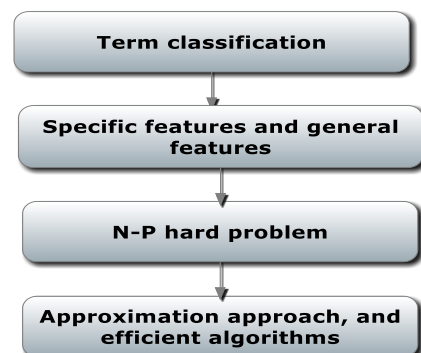 Term classification
Specific features and general
features
N-P hard problem
Approximation approach, and
efficient algorithms